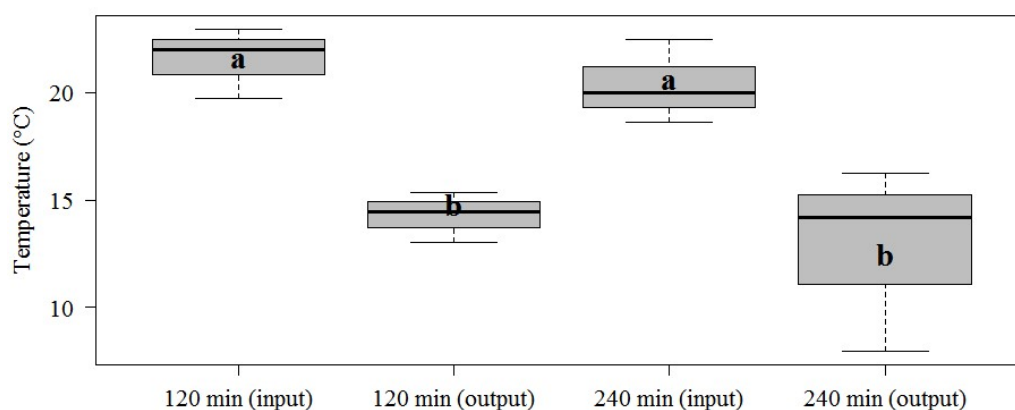 Temperature (°C)
20
15
10
a
b
a
b
120 min (input)
120 min (output)
240 min (input)
240 min (output)